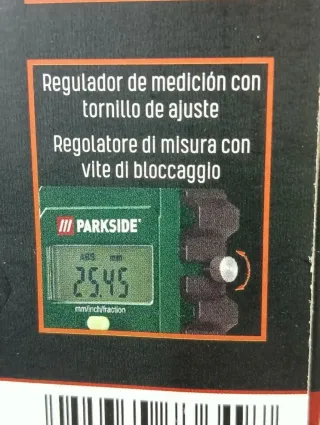 Regulador de medición con
tornillo de ajuste
Regolatore di misura con
vite di bloccaggio
PARKSIDE®
ABS mm
25.45
mm/inch/fraction